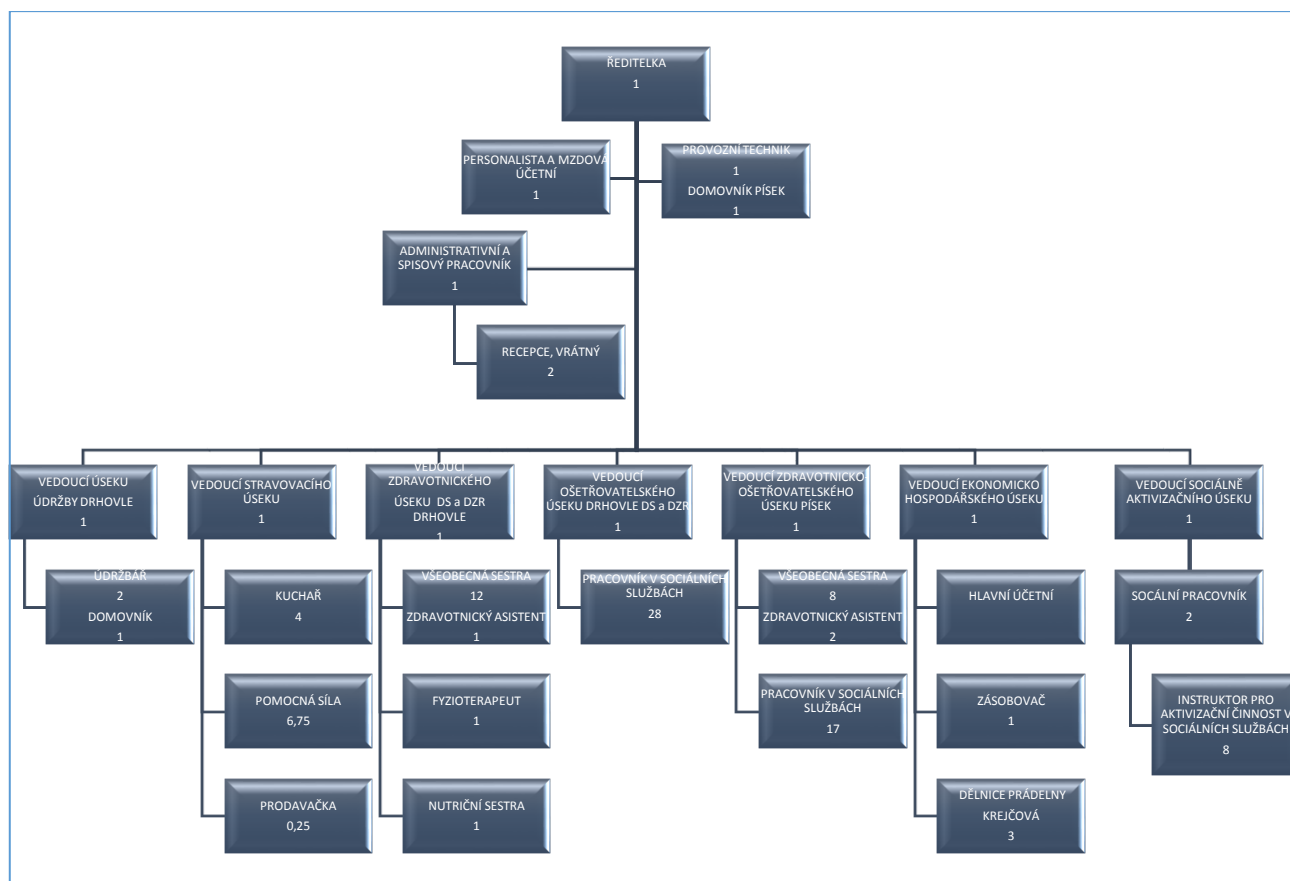 ŘEDITELKA
1
PERSONALISTA A MZDOVÁ
ÚČETNÍ
1
PROVOZNÍ TECHNIK
1
DOMOVNÍK PÍSEK
1
ADMINISTRATIVNÍ A
SPISOVÝ PRACOVNÍK
1
RECEPCE, VRÁTNÝ
2
VEDOUCÍ ÚSEKU
ÚDRŽBY DRHOVLE
1
VEDOUCÍ STRAVOVACÍHO
ÚSEKU
1
VEDOUCÍ
ZDRAVOTNICKÉHO
ÚSEKU DS a DZR
DRHOVLE
1
VEDOUCÍ
OŠETŘOVATELSKÉHO
ÚSEKU DRHOVLE DS a DZR
1
VEDOUCÍ ZDRAVOTNICKO
OŠETŘOVATELSKÉHO
ÚSEKU PÍSEK
1
VEDOUCÍ EKONOMICKO
HOSPODÁŘSKÉHO ÚSEKU
1
VEDOUCÍ SOCIÁLNĚ
AKTIVIZAČNÍHO ÚSEKU
1
ÚDRŽBÁŘ
2
DOMOVNÍK
1
KUCHAŘ
4
VŠEOBECNÁ SESTRA
12
ZDRAVOTNICKÝ ASISTENT
1
PRACOVNÍK V SOCIÁLNÍCH
SLUŽBÁCH
28
VŠEOBECNÁ SESTRA
8
ZDRAVOTNICKÝ ASISTENT
2
HLAVNÍ ÚČETNÍ
SOCÁLNÍ PRACOVNÍK
2
POMOCNÁ SÍLA
6,75
FYZIOTERAPEUT
1
PRACOVNÍK V SOCIÁLNÍCH
SLUŽBÁCH
17
ZÁSOBOVAČ
1
INSTRUKTOR PRO
AKTIVIZAČNÍ ČINNOST V
SOCIÁLNÍCH SLUŽBÁCH
8
PRODAVAČKA
0,25
NUTRIČNÍ SESTRA
1
DĚLNICE PRÁDELNY
KREJČOVÁ
3